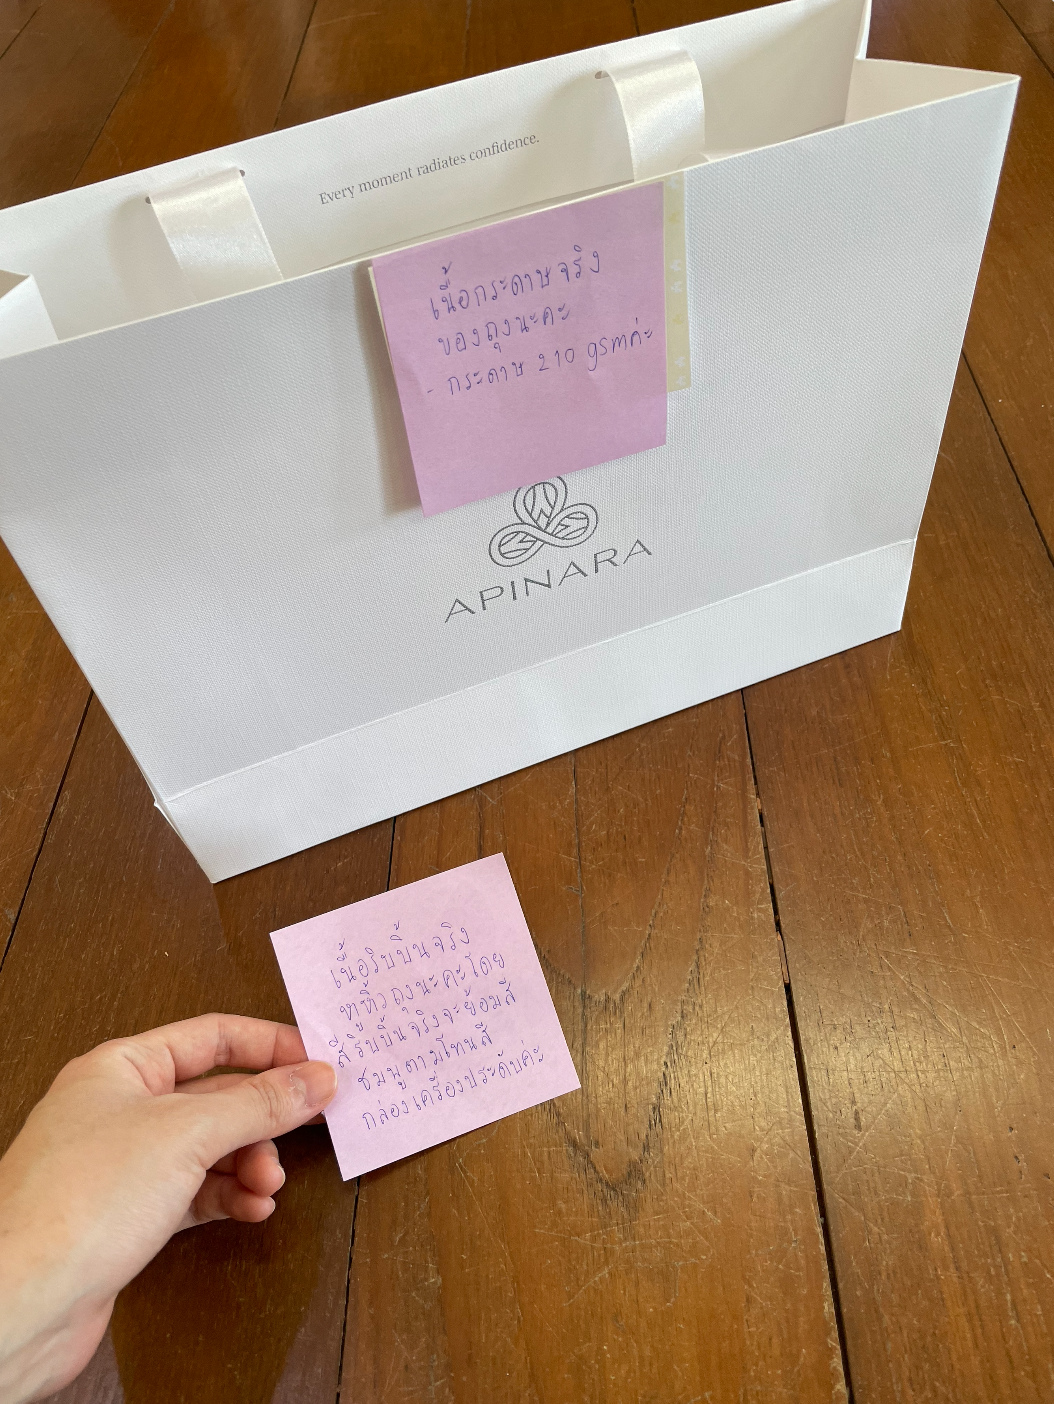 Every moment radiates confidence.
เนื้อกระดาษจริง
ของถุงนะคะ
- กระดาษ 210 gsmค่ะ
APINARA
เนื้อริบบิ้นจริง
หูหิ้วถุงนะคะโดย
สีริบบิ้นจริงจะย้อมสี
ชมพูตามโทนสี
กล่องเครื่องประดับค่ะ